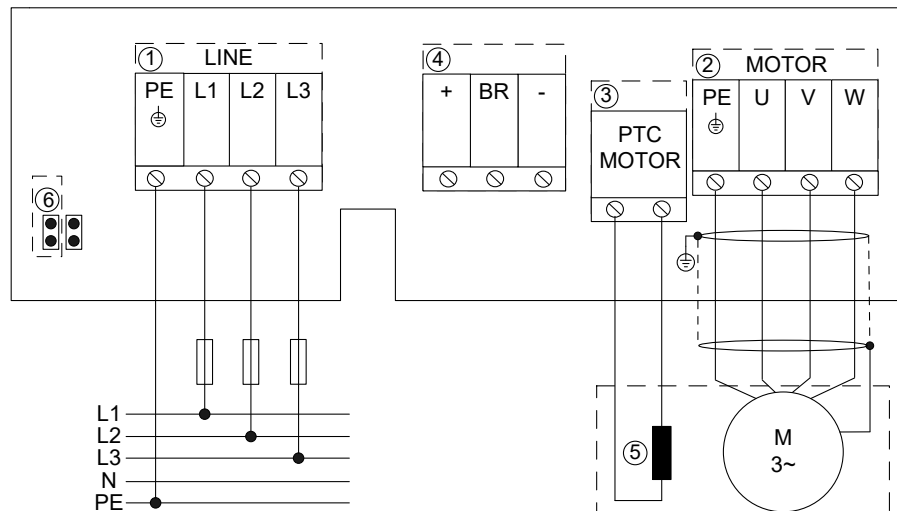 ① LINE
PE L1 L2 L3
④
+ BR -
③
PTC
MOTOR
② MOTOR
PE U V W
⑥
L1
L2
L3
N
PE
⑤
M
3~